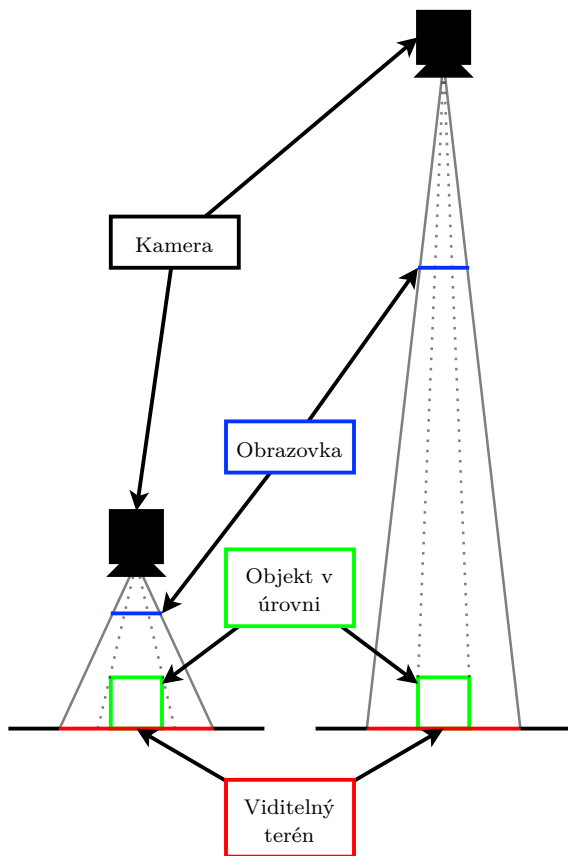 Kamera
Obrazovka
Objekt v
úrovni
Viditelný
terén